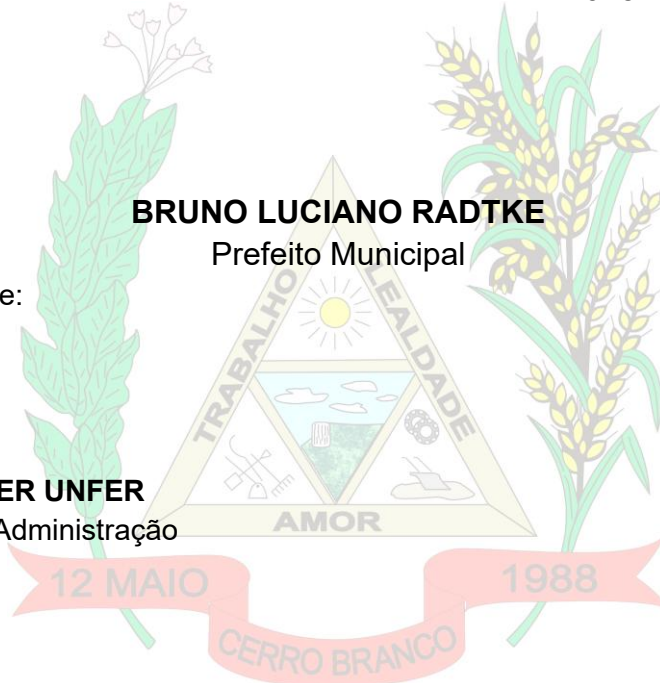 BRUNO LUCIANO RADTKE
Prefeito Municipal
e:
TRABALHO
LEALDADE
ER UNFER
Administração
AMOR
12 MAIO
1988
CERRO BRANCO